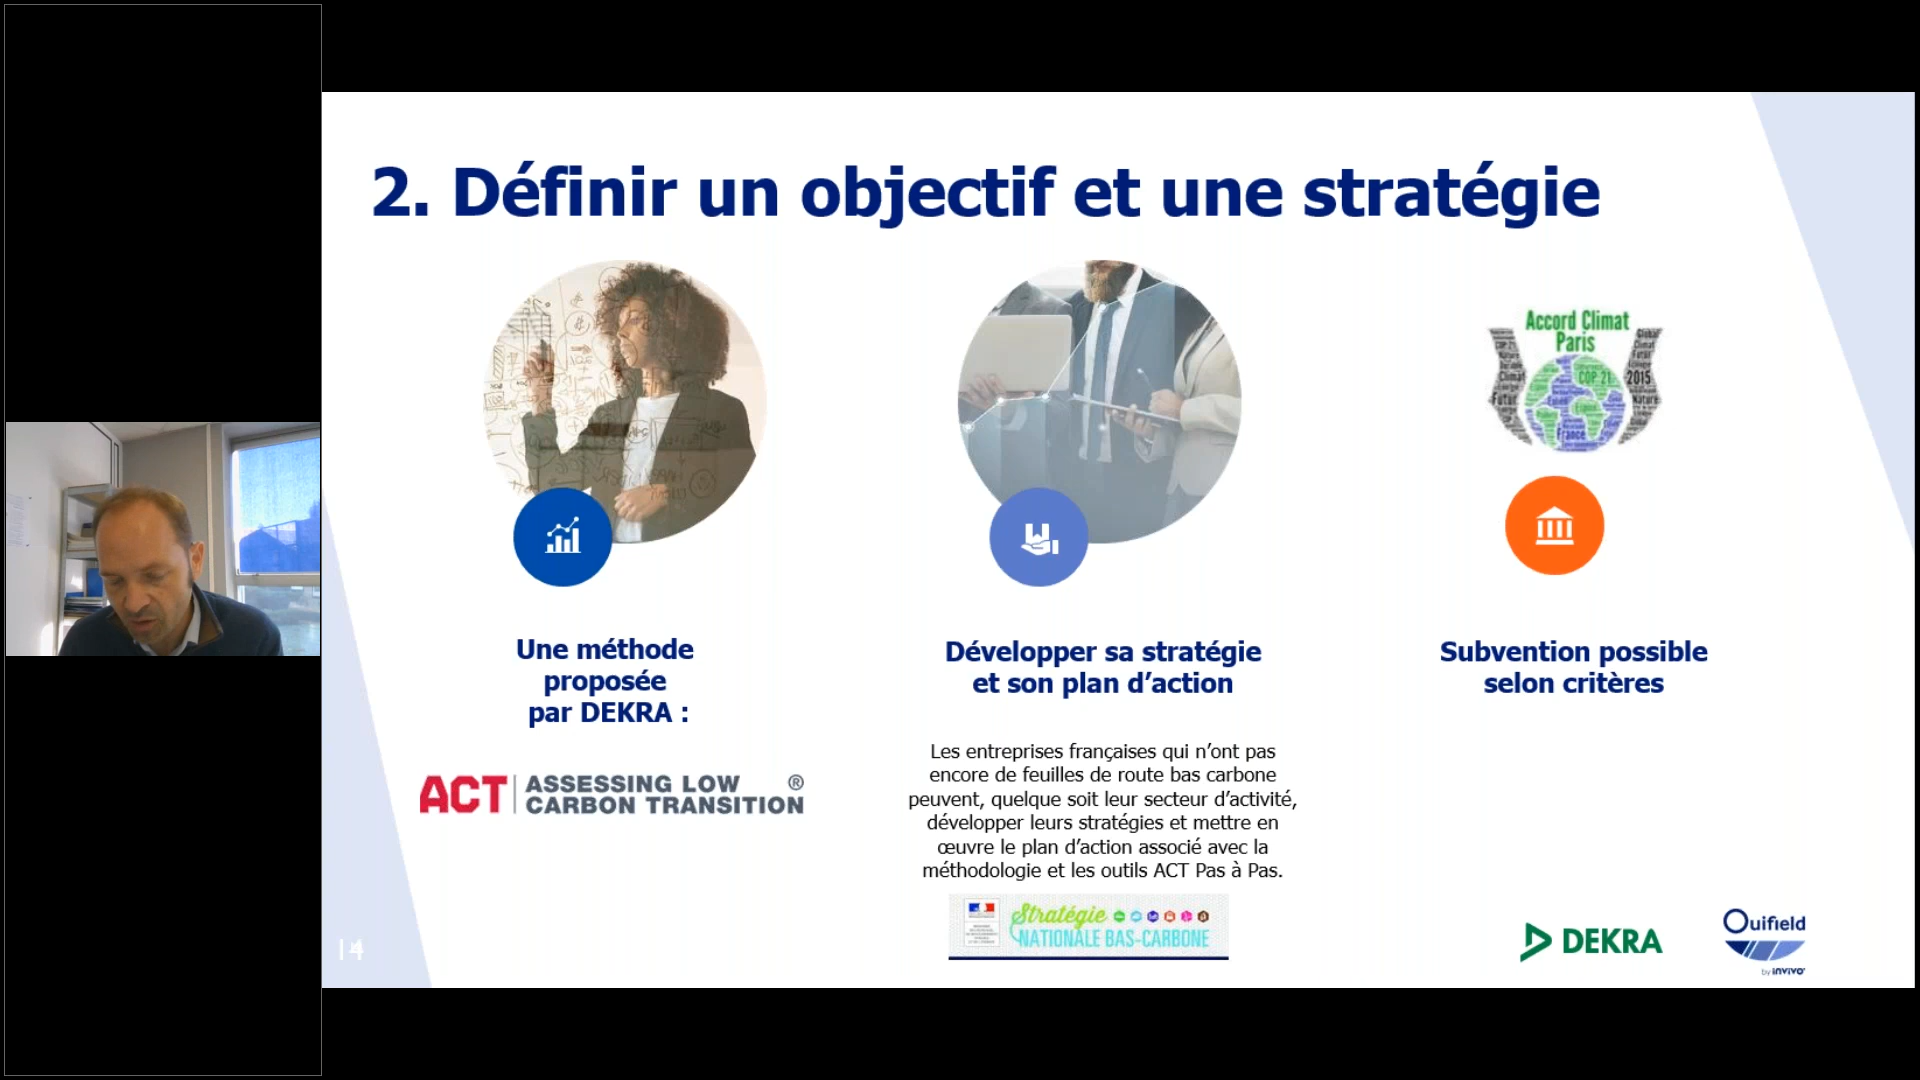 2. Définir un objectif et une stratégie
Une méthode
proposée
par DEKRA :
ACT ASSESSING LOW ®
CARBON TRANSITION
Développer sa stratégie
et son plan d’action
Les entreprises françaises qui n’ont pas
encore de feuilles de route bas carbone
peuvent, quelque soit leur secteur d’activité,
développer leurs stratégies et mettre en
œuvre le plan d’action associé avec la
méthodologie et les outils ACT Pas à Pas.
Stratégie
NATIONALE BAS-CARBONE
Accord Climat
Paris
COP 21
2015
France
Subvention possible
selon critères
14
DEKRA
Ouifield
by invivo